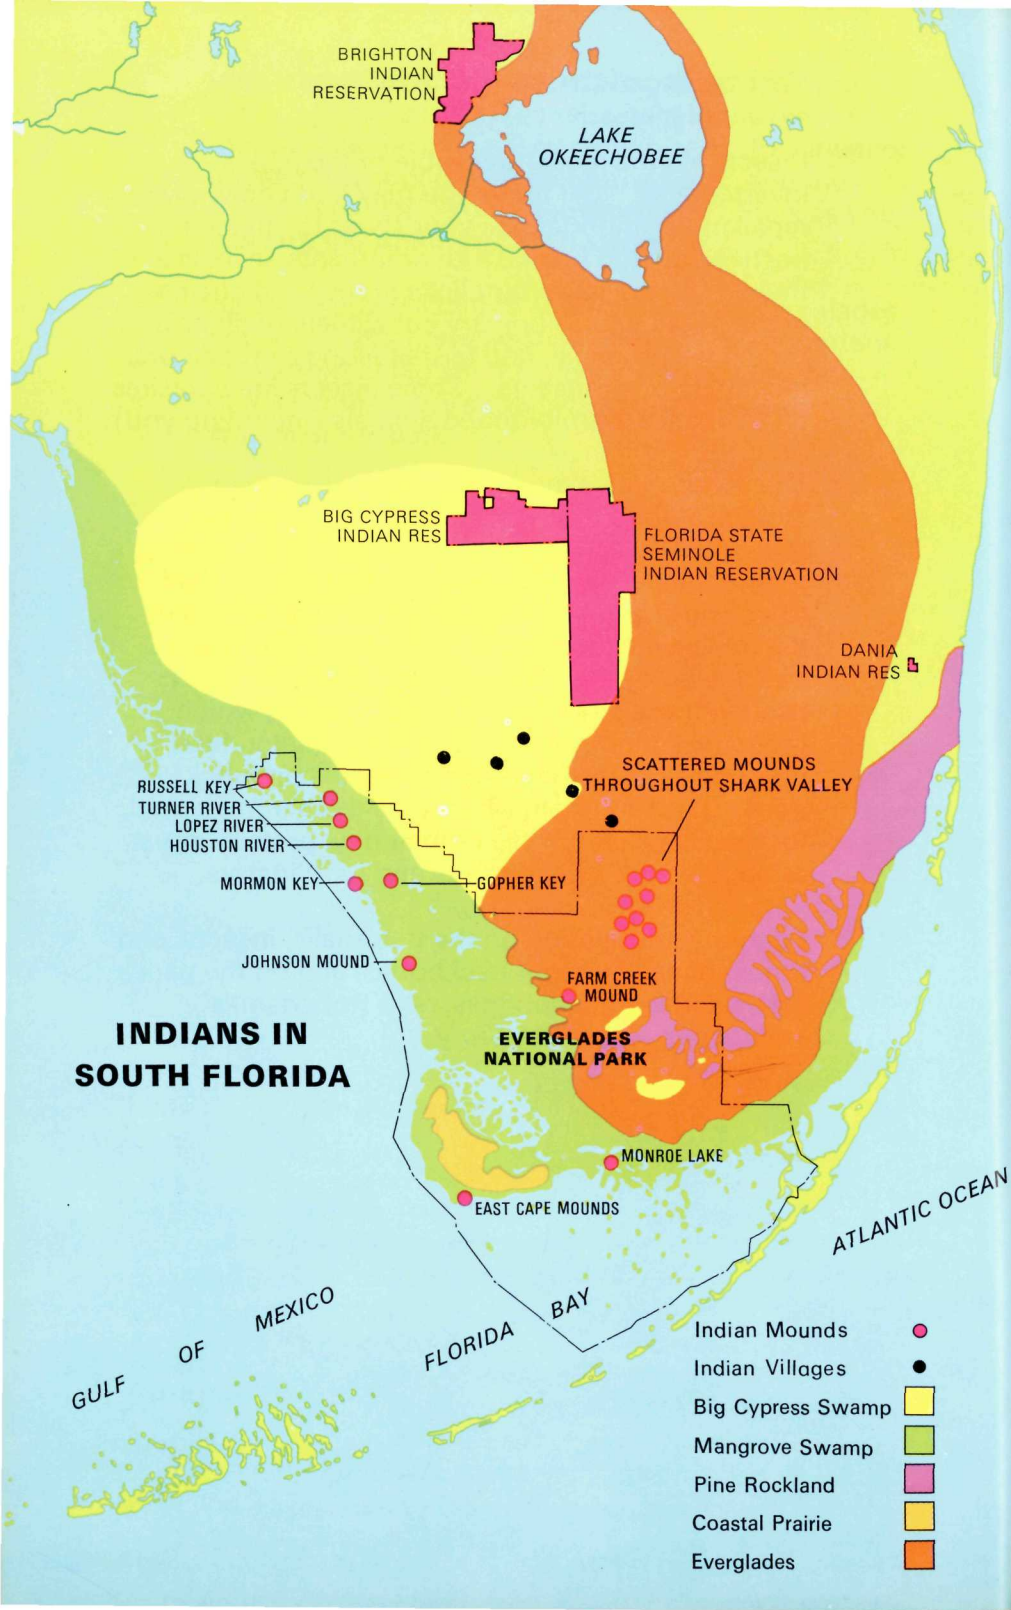 BRIGHTON
INDIAN
RESERVATION
LAKE
OKEECHOBEE
BIG CYPRESS
INDIAN RES
FLORIDA STATE
SEMINOLE
INDIAN RESERVATION
DANIA
INDIAN RES
SCATTERED MOUNDS
THROUGHOUT SHARK VALLEY
RUSSELL KEY
TURNER RIVER
LOPEZ RIVER
HOUSTON RIVER
MORMON KEY
GOPHER KEY
JOHNSON MOUND
FARM CREEK
MOUND
INDIANS IN
SOUTH FLORIDA
EVERGLADES
NATIONAL PARK
MONROE LAKE
EAST CAPE MOUNDS
ATLANTIC OCEAN
GULF OF MEXICO
FLORIDA BAY
Indian Mounds
Indian Villages
Big Cypress Swamp
Mangrove Swamp
Pine Rockland
Coastal Prairie
Everglades